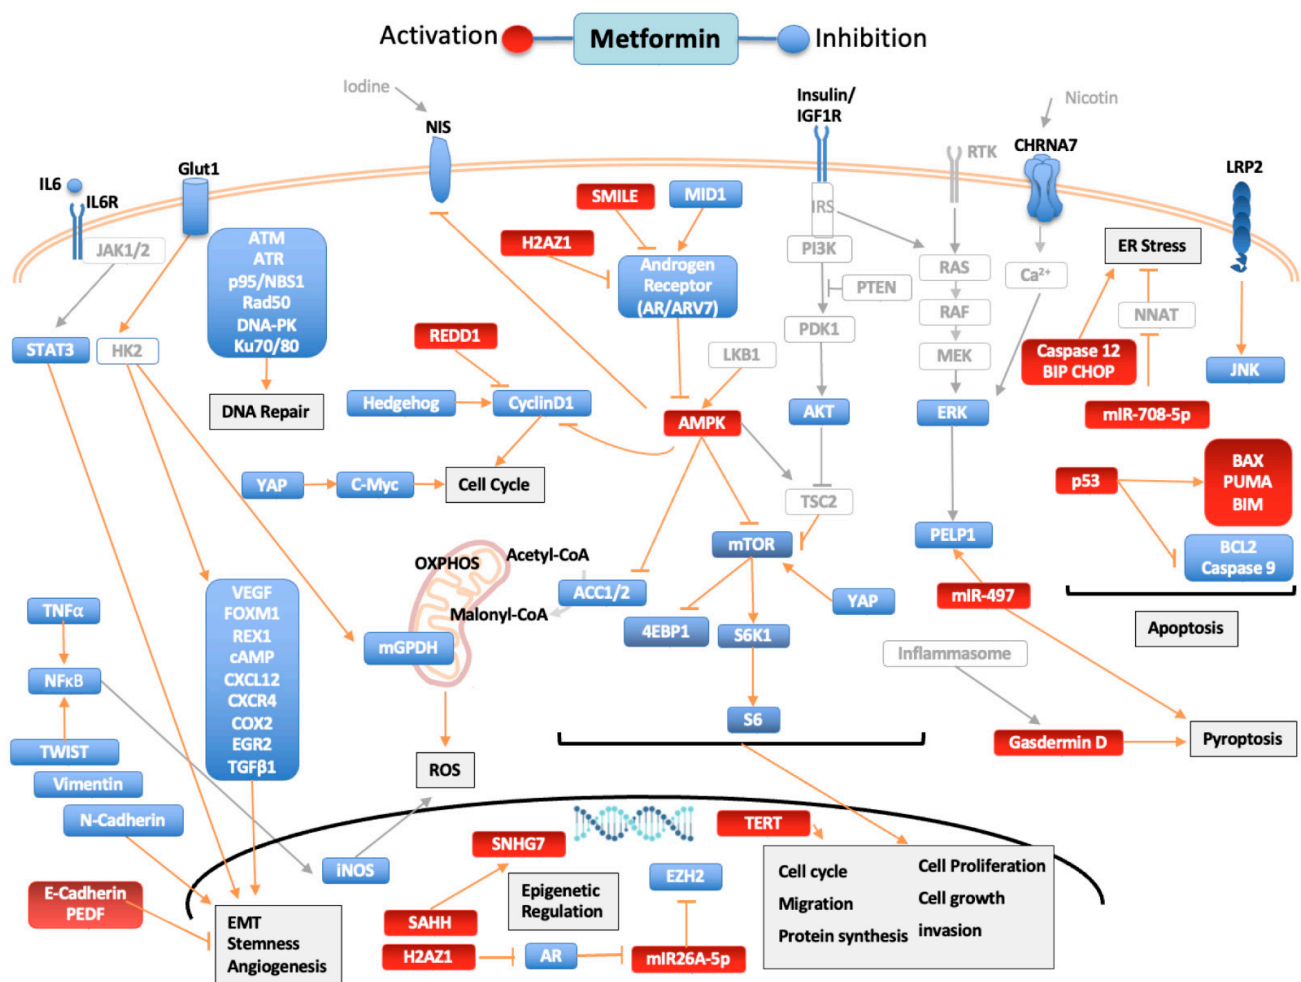 Activation
Metformin
Inhibition
Iodine
NIS
Insulin/
IGF1R
Nicotin
RTK
CHRNA7
LRP2
IL6
IL6R
Glut1
JAK1/2
STAT3
HK2
ATM
ATR
p95/NBS1
Rad50
DNA-PK
Ku70/80
DNA Repair
SMILE
MID1
H2AZ1
Androgen
Receptor
(AR/ARV7)
IRS
PI3K
PTEN
PDK1
RAS
RAF
MEK
Ca²⁺
ER Stress
NNAT
Caspase 12
BIP CHOP
JNK
REDD1
LKB1
Hedgehog
CyclinD1
AMPK
AKT
ERK
miR-708-5p
YAP
C-Myc
Cell Cycle
TSC2
p53
BAX
PUMA
BIM
BCL2
Caspase 9
OXPHOS
Acetyl-CoA
mTOR
PELP1
ACC1/2
Malonyl-CoA
YAP
miR-497
Apoptosis
VEGF
FOXM1
REX1
cAMP
CXCL12
CXCR4
COX2
EGR2
TGFβ1
TNFα
NFκB
mGPDH
4EBP1
S6K1
Inflammasome
S6
Gasdermin D
Pyroptosis
TWIST
Vimentin
N-Cadherin
ROS
E-Cadherin
PEDF
iNOS
SNHG7
TERT
EZH2
EMT
Stemness
Angiogenesis
Epigenetic
Regulation
SAHH
H2AZ1
AR
miR26A-5p
Cell cycle
Migration
Protein synthesis
Cell Proliferation
Cell growth
invasion